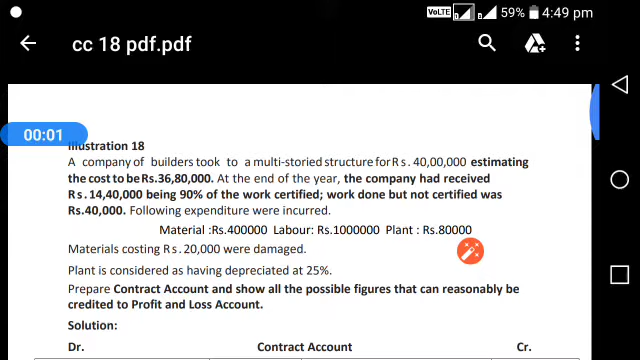 VoLTE 59% 4:49 pm
cc 18 pdf.pdf
00:01
Illustration 18
A company of builders took to a multi-storied structure for Rs. 40,00,000 estimating
the cost to be Rs.36,80,000. At the end of the year, the company had received
Rs.14,40,000 being 90% of the work certified; work done but not certified was
Rs.40,000. Following expenditure were incurred.
Material :Rs.400000 Labour: Rs.1000000 Plant : Rs.80000
Materials costing Rs.20,000 were damaged.
Plant is considered as having depreciated at 25%.
Prepare Contract Account and show all the possible figures that can reasonably be
credited to Profit and Loss Account.
Solution:
Dr. Contract Account Cr.